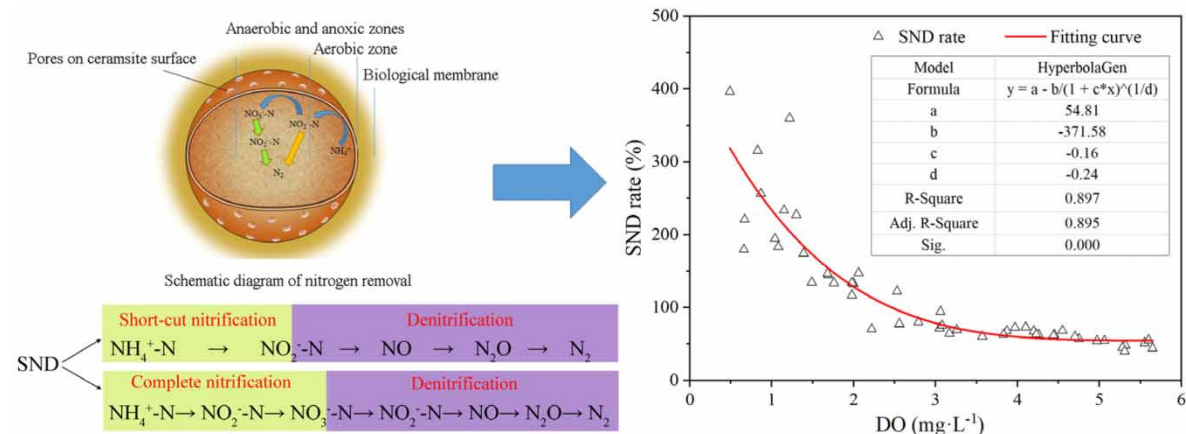 Anaerobic and anoxic zones
Aerobic zone
Pores on ceramsite surface
Biological membrane
NO₃⁻-N
NO₂⁻-N
NO₂⁻-N
NH₄⁺
N₂
Schematic diagram of nitrogen removal
SND
Short-cut nitrification Denitrification
NH₄⁺-N → NO₂⁻-N → NO → N₂O → N₂
Complete nitrification Denitrification
NH₄⁺-N→NO₂⁻-N→NO₃⁻-N→NO₂⁻-N→NO→N₂O→N₂
△ SND rate — Fitting curve
Model HyperbolaGen
Formula y = a - b/(1 + c*x)^(1/d)
a 54.81
b -371.58
c -0.16
d -0.24
R-Square 0.897
Adj. R-Square 0.895
Sig. 0.000
SND rate (%)
500
400
300
200
100
0
0 1 2 3 4 5 6
DO (mg·L⁻¹)